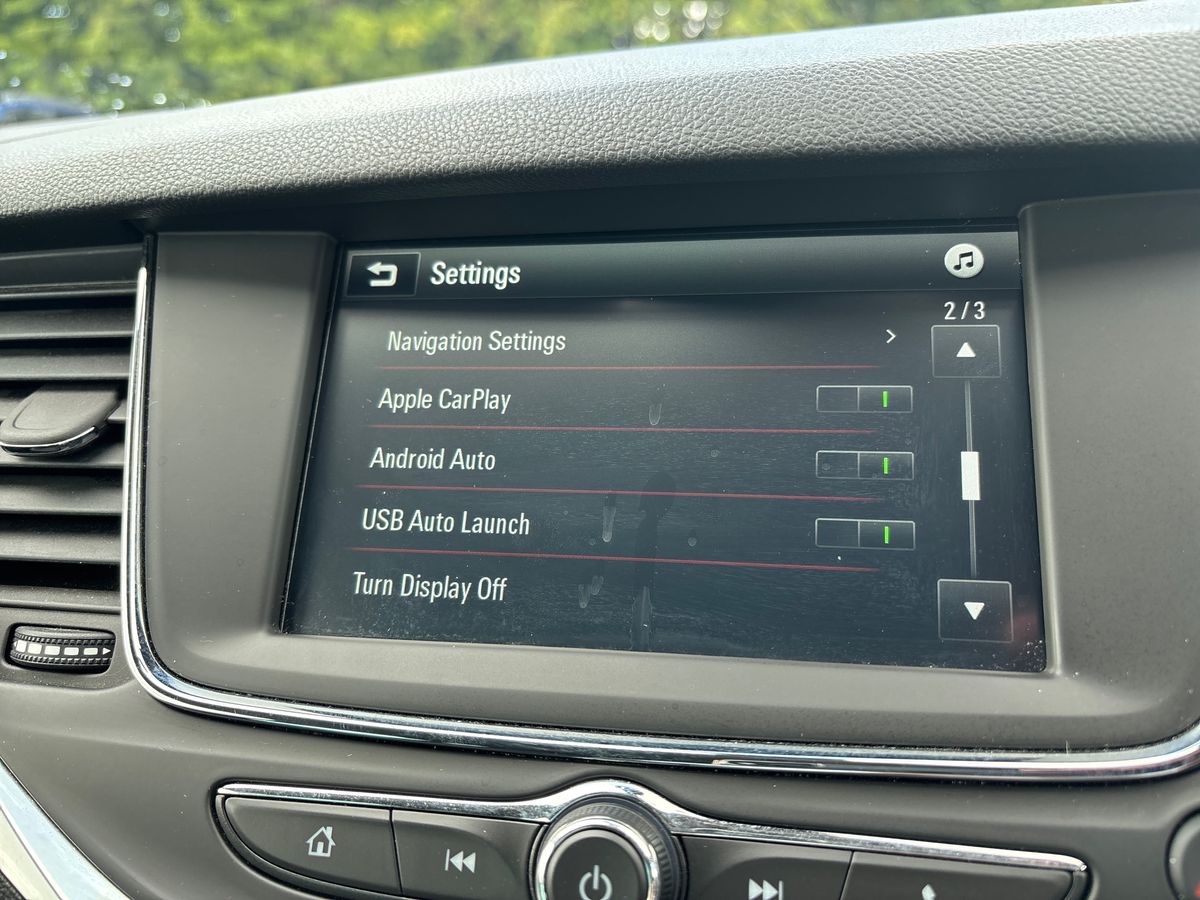 Settings
2/3
Navigation Settings
Apple CarPlay
Android Auto
USB Auto Launch
Turn Display Off